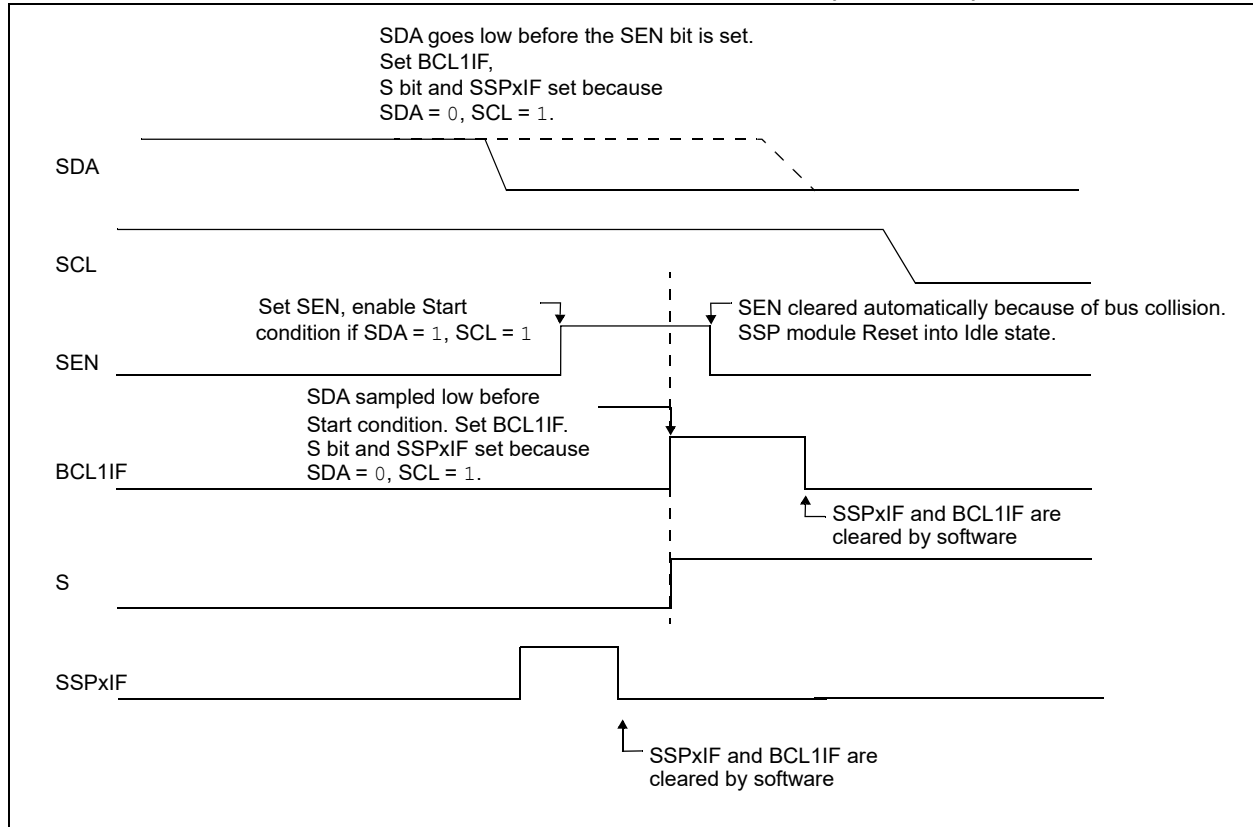 SDA goes low before the SEN bit is set.
Set BCL1IF,
S bit and SSPxIF set because
SDA = 0, SCL = 1.
SDA
SCL
Set SEN, enable Start
condition if SDA = 1, SCL = 1
SEN cleared automatically because of bus collision.
SSP module Reset into Idle state.
SEN
SDA sampled low before
Start condition. Set BCL1IF.
S bit and SSPxIF set because
SDA = 0, SCL = 1.
BCL1IF
SSPxIF and BCL1IF are
cleared by software
S
SSPxIF
SSPxIF and BCL1IF are
cleared by software